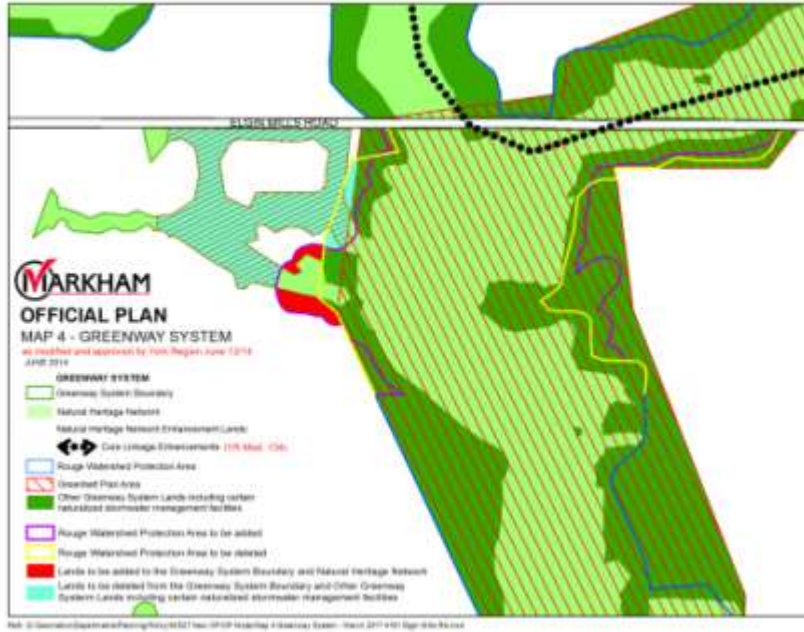 ELGIN MILLS ROAD
MARKHAM
OFFICIAL PLAN
MAP 4 - GREENWAY SYSTEM
as modified and approved by York Region June 12/14
JUNE 2014
GREENWAY SYSTEM
Greenway System Boundary
Natural Heritage Network
Natural Heritage Network Enhancement Lands:
Core Linkage Enhancements (YR Mod. 134)
Rouge Watershed Protection Area
Greenbelt Plan Area
Other Greenway System Lands including certain
naturalized stormwater management facilities
Rouge Watershed Protection Area to be added
Rouge Watershed Protection Area to be deleted
Lands to be added to the Greenway System Boundary and Natural Heritage Network
Lands to be deleted from the Greenway System Boundary and Other Greenway
System Lands including certain naturalized stormwater management facilities